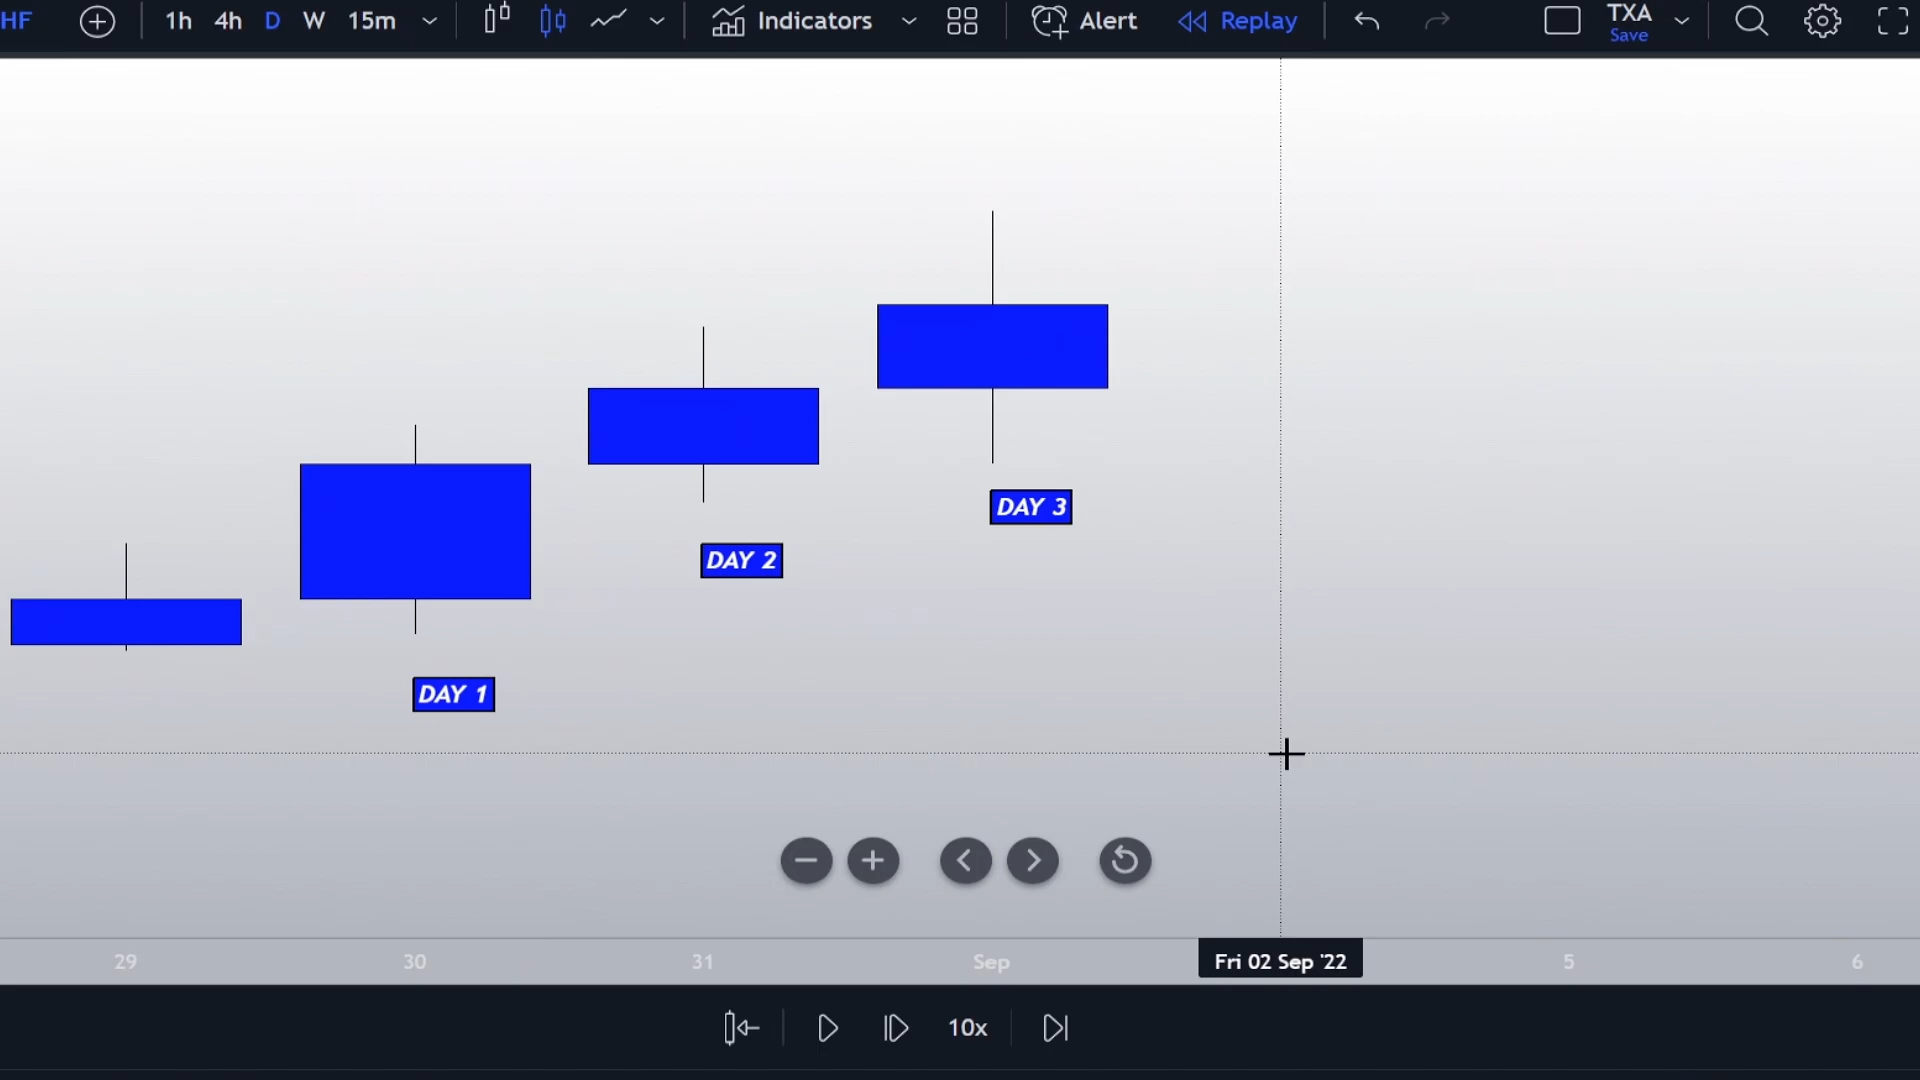 HF 1h 4h D W 15m Indicators Alert Replay TXA
Save
DAY 3
DAY 2
DAY 1
29 30 31 Sep Fri 02 Sep '22 5 6
10x